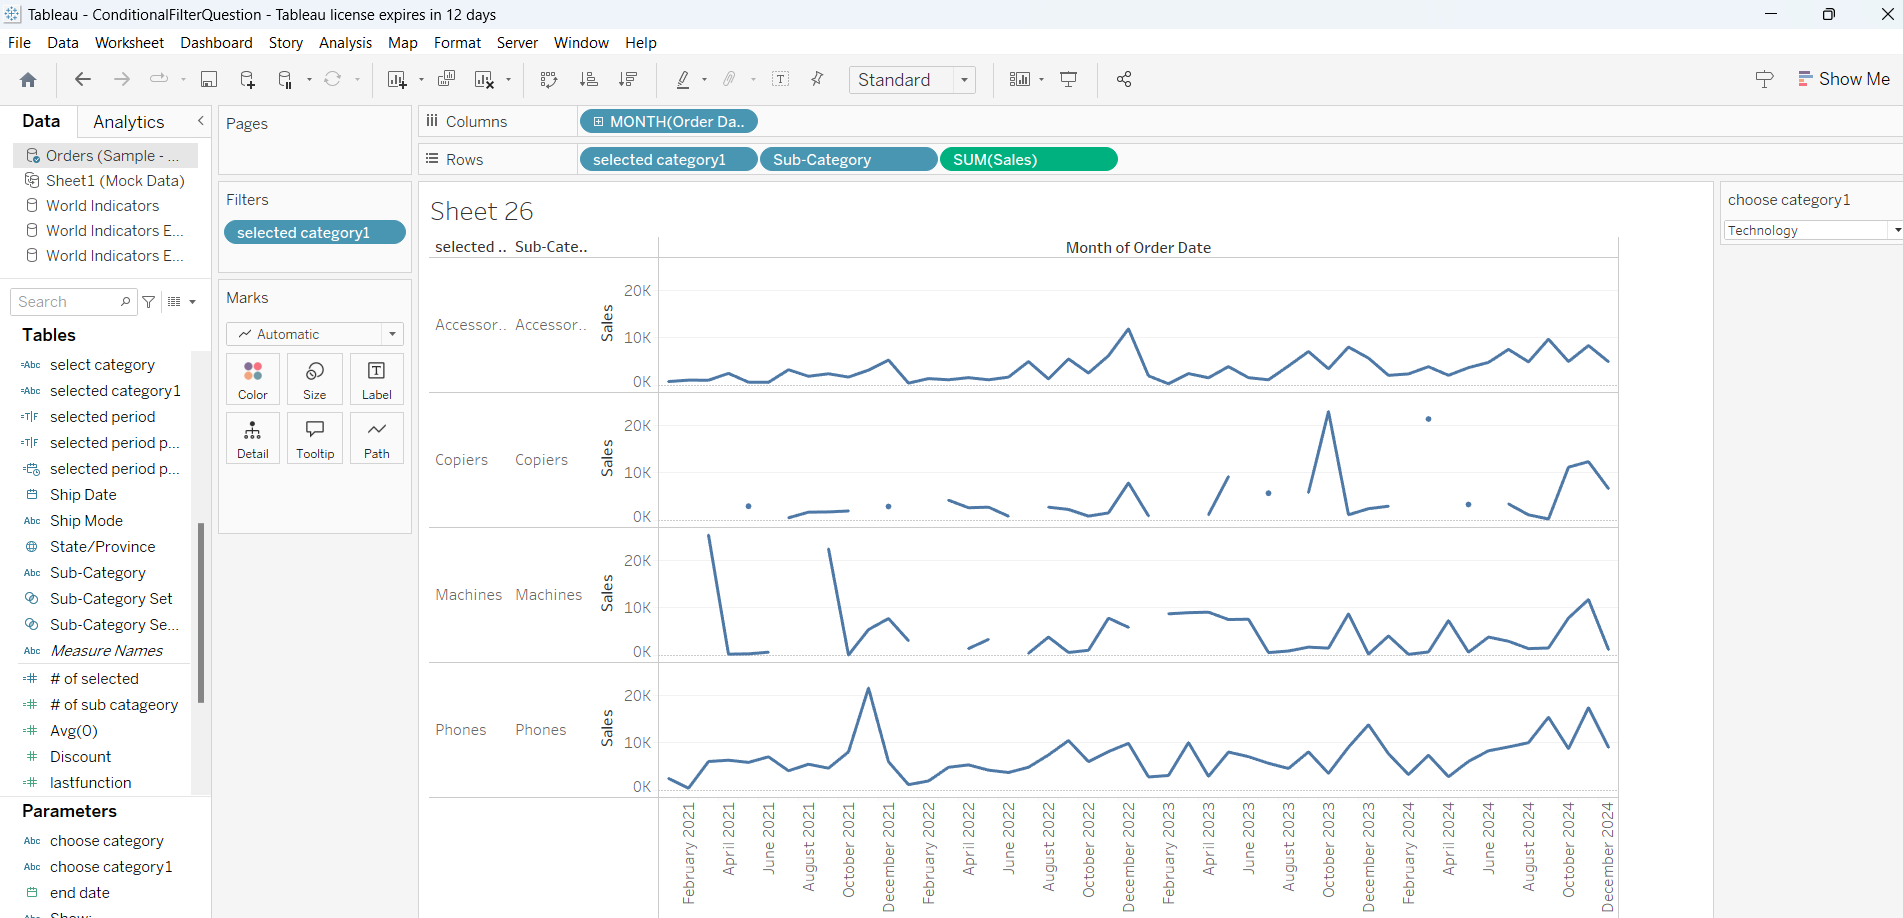 Tableau - ConditionalFilterQuestion - Tableau license expires in 12 days
File Data Worksheet Dashboard Story Analysis Map Format Server Window Help
Standard
Show Me
Data Analytics
Orders (Sample - ...
Sheet1 (Mock Data)
World Indicators
World Indicators E...
World Indicators E...
Search
Tables
Abc select category
Abc selected category1
T|F selected period
T|F selected period p...
selected period p...
Ship Date
Abc Ship Mode
State/Province
Abc Sub-Category
Sub-Category Set
Sub-Category Se...
Abc Measure Names
# # of selected
# # of sub catageory
# Avg(0)
# Discount
# lastfunction
Parameters
Abc choose category
Abc choose category1
end date
Pages
Filters
selected category1
Marks
Automatic
Color Size Label
Detail Tooltip Path
Columns MONTH(Order Da..
Rows selected category1 Sub-Category SUM(Sales)
Sheet 26
selected .. Sub-Cate..
Month of Order Date
Accessor.. Accessor.. Sales
20K
10K
0K
Copiers Copiers Sales
20K
10K
0K
Machines Machines Sales
20K
10K
0K
Phones Phones Sales
20K
10K
0K
February 2021
April 2021
June 2021
August 2021
October 2021
December 2021
February 2022
April 2022
June 2022
August 2022
October 2022
December 2022
February 2023
April 2023
June 2023
August 2023
October 2023
December 2023
February 2024
April 2024
June 2024
August 2024
October 2024
December 2024
choose category1
Technology